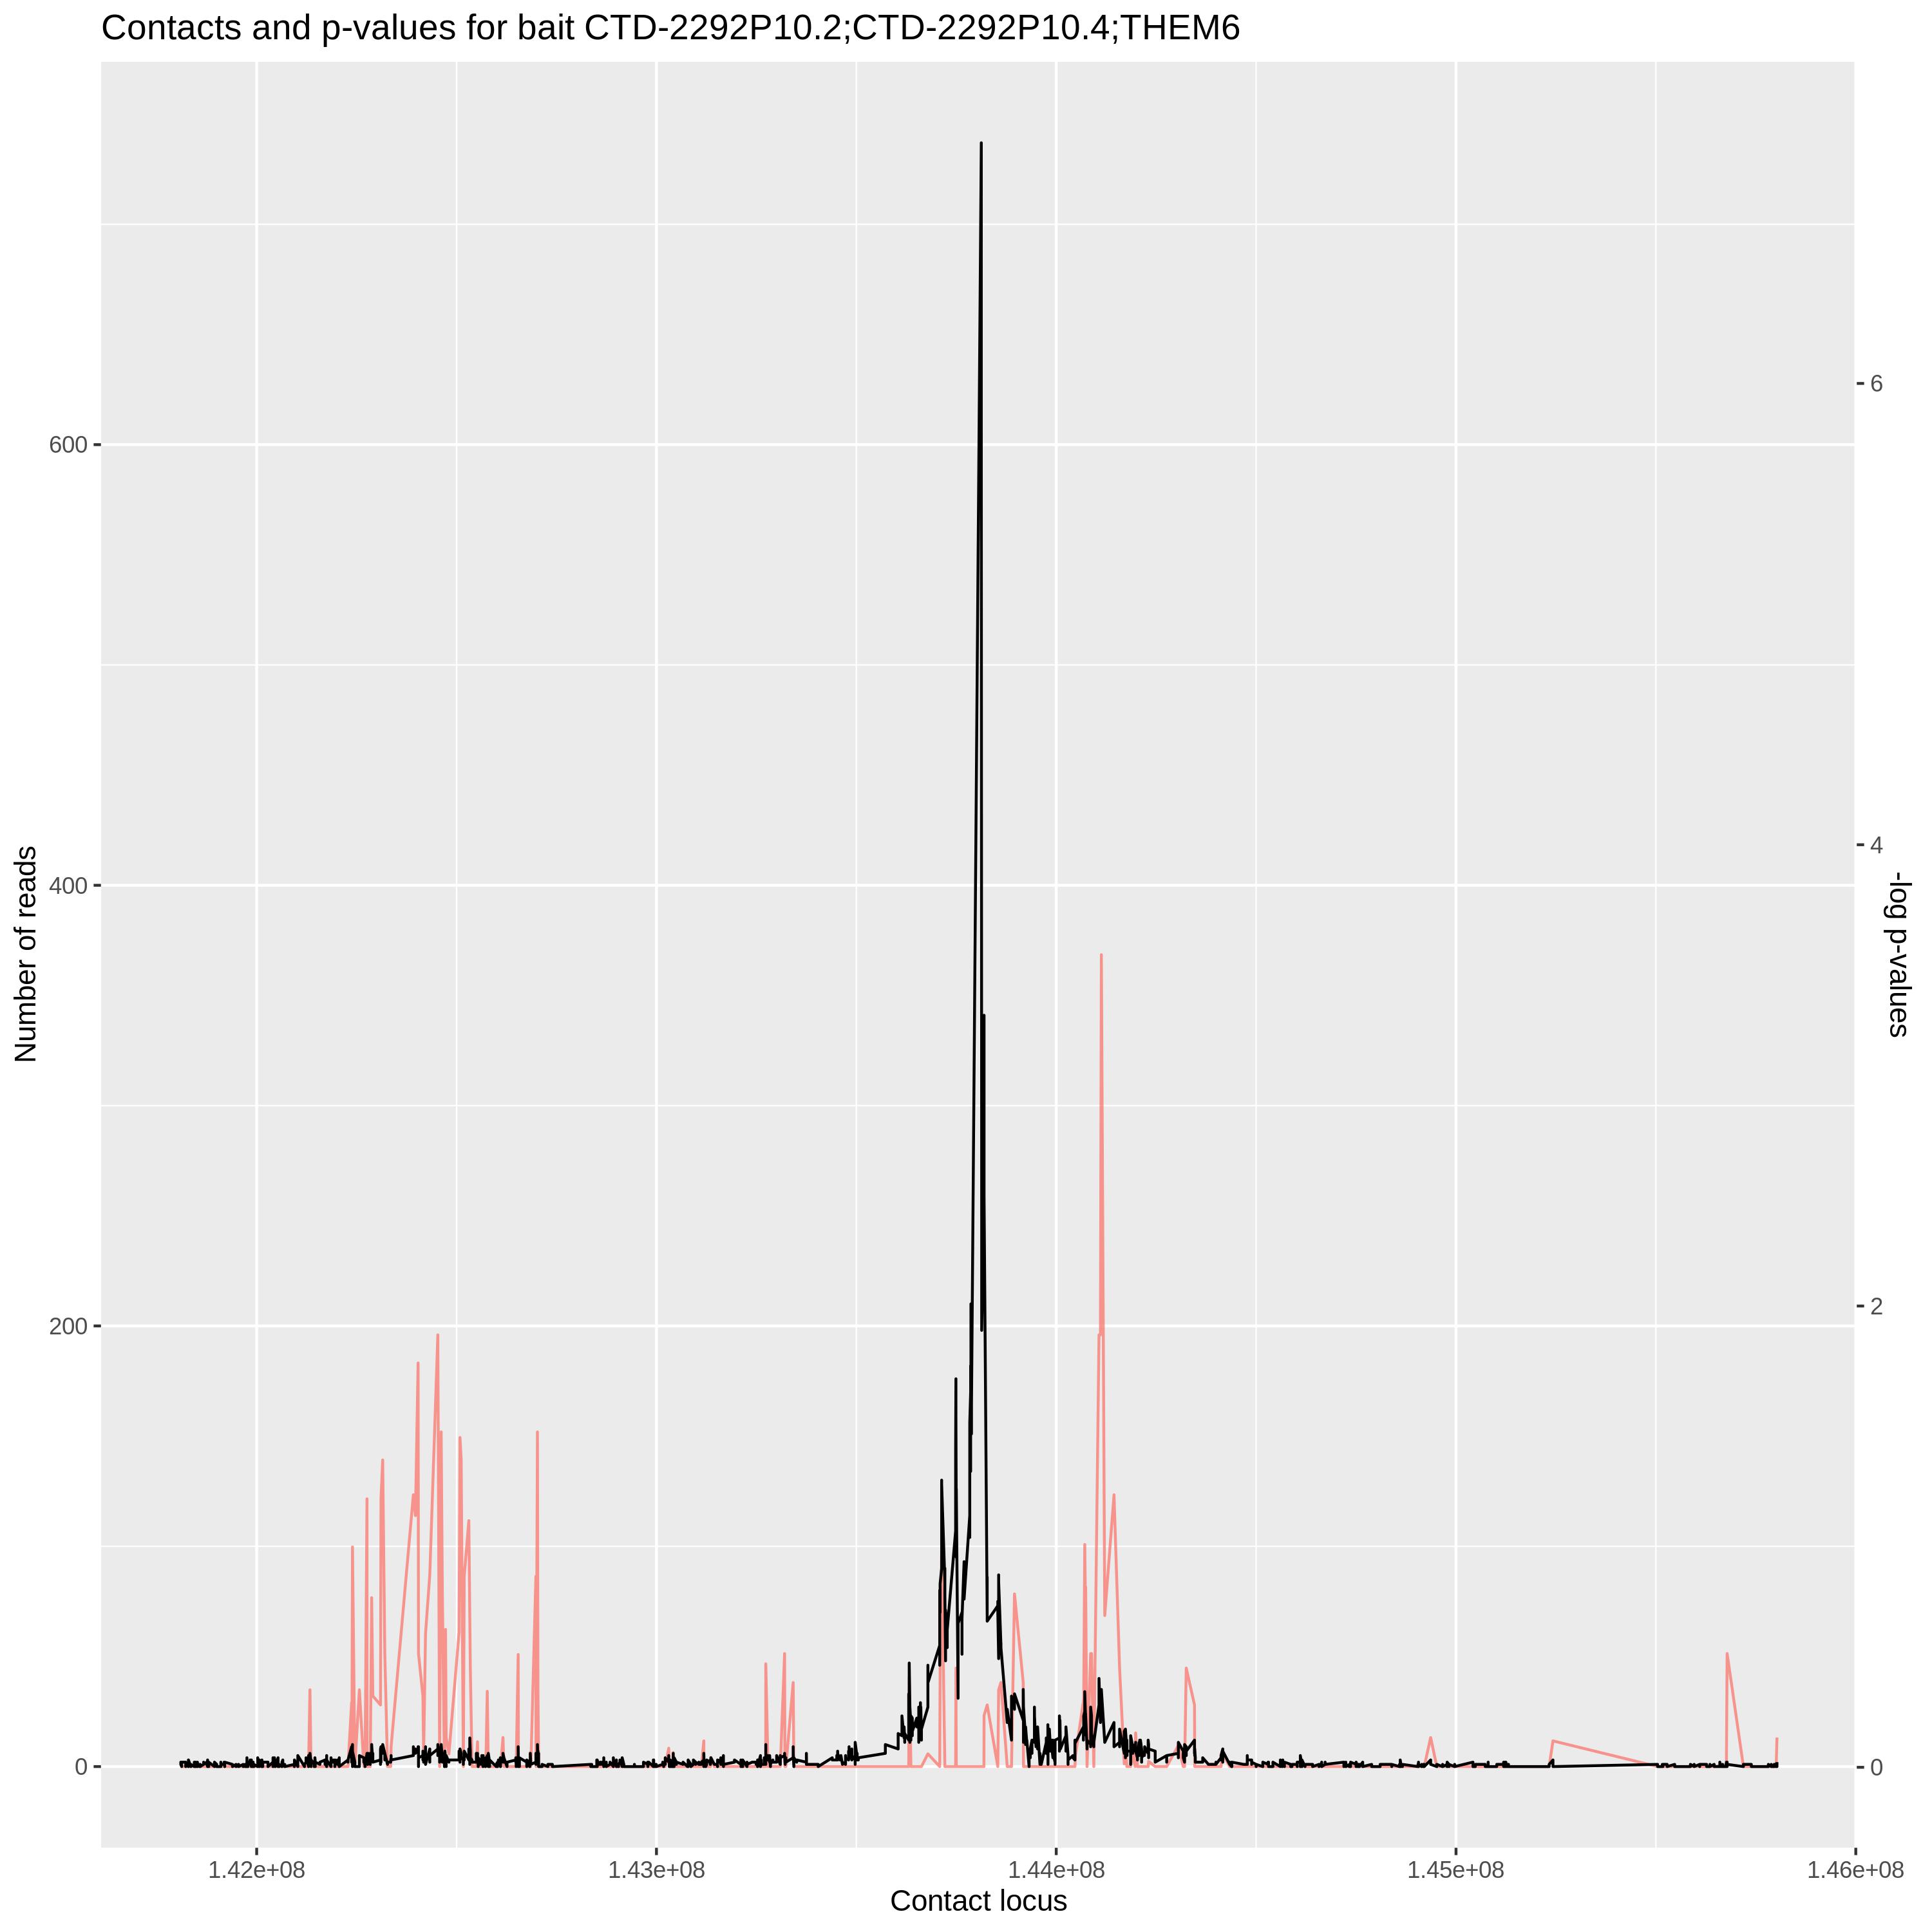 Contacts and p-values for bait CTD-2292P10.2;CTD-2292P10.4;THEM6
Number of reads
600
400
200
0
6
4
2
0
-log p-values
1.42e+08
1.43e+08
1.44e+08
1.45e+08
1.46e+08
Contact locus